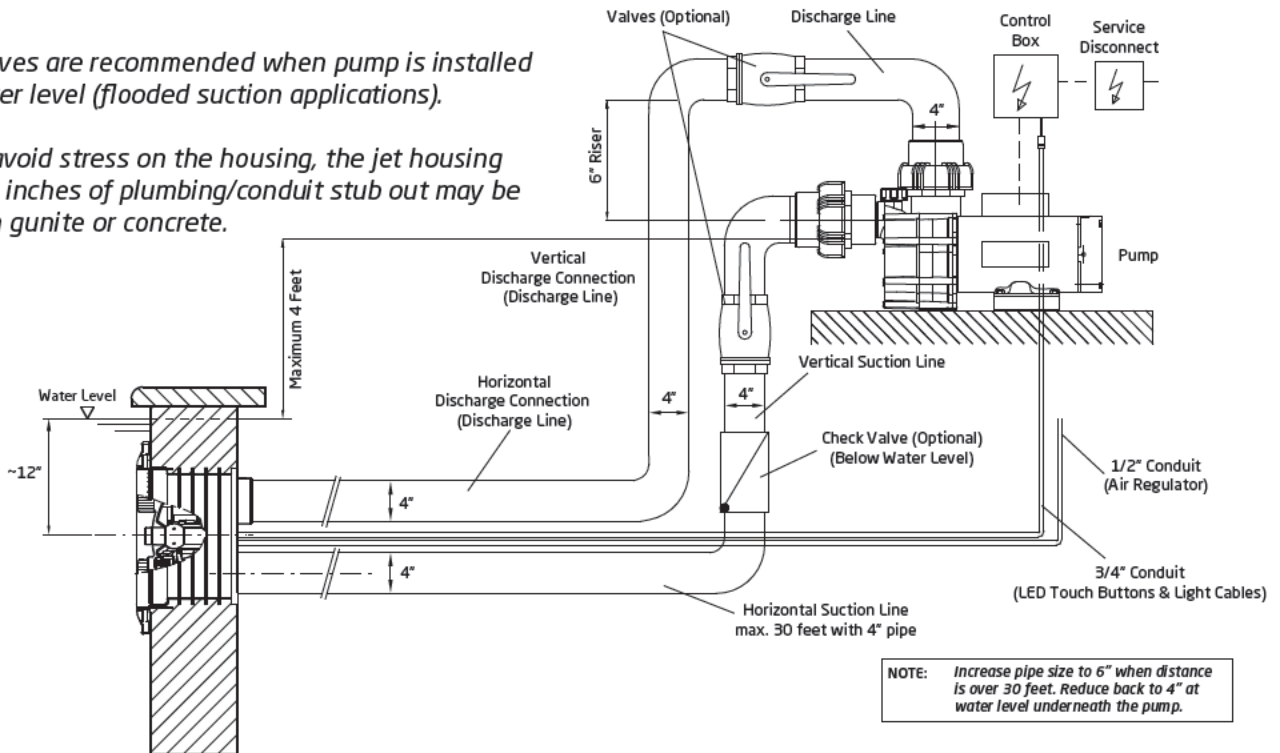 Valves (Optional)
Discharge Line
Control
Box
Service
Disconnect
ves are recommended when pump is installed
er level (flooded suction applications).
avoid stress on the housing, the jet housing
inches of plumbing/conduit stub out may be
gunite or concrete.
4"
6" Riser
Vertical
Discharge Connection
(Discharge Line)
Pump
Maximum 4 Feet
Vertical Suction Line
Water Level
Horizontal
Discharge Connection
(Discharge Line)
4"
4"
Check Valve (Optional)
(Below Water Level)
~12"
1/2" Conduit
(Air Regulator)
4"
4"
3/4" Conduit
(LED Touch Buttons & Light Cables)
Horizontal Suction Line
max. 30 feet with 4" pipe
NOTE: Increase pipe size to 6" when distance
is over 30 feet. Reduce back to 4" at
water level underneath the pump.